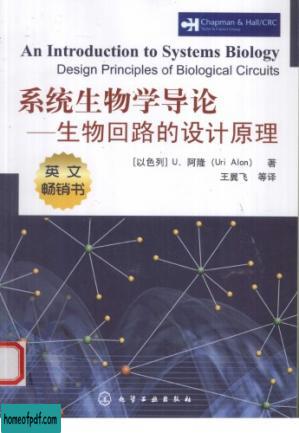 Chapman & Hall/CRC
An Introduction to Systems Biology
Design Principles of Biological Circuits
系统生物学导论
—生物回路的设计原理
[以色列] U. 阿隆 (Uri Alon) 著
王翼飞 等译
英文
畅销书
化学工业出版社
homeofpdf.com